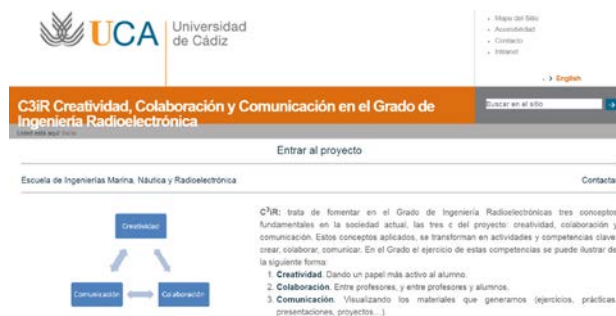 UCA
Universidad
de Cádiz
Mapa del Sitio
Accesibilidad
Contacto
Intranet
English
C3iR Creatividad, Colaboración y Comunicación en el Grado de
Ingeniería Radioelectrónica
Buscar en el sitio
Usted está aquí: Inicio
Entrar al proyecto
Escuela de Ingenierías Marina, Náutica y Radioelectrónica
Contactar
Creatividad
Comunicación
Colaboración
C³iR: trata de fomentar en el Grado de Ingeniería Radioelectrónicas tres conceptos
fundamentales en la sociedad actual, las tres c del proyecto: creatividad, colaboración y
comunicación. Estos conceptos aplicados, se transforman en actividades y competencias clave:
crear, colaborar, comunicar. En el Grado el ejercicio de estas competencias se puede ilustrar de
la siguiente forma:
1. Creatividad. Dando un papel más activo al alumno.
2. Colaboración. Entre profesores, y entre profesores y alumnos.
3. Comunicación. Visualizando los materiales que generamos (ejercicios, prácticas,
presentaciones, proyectos...)